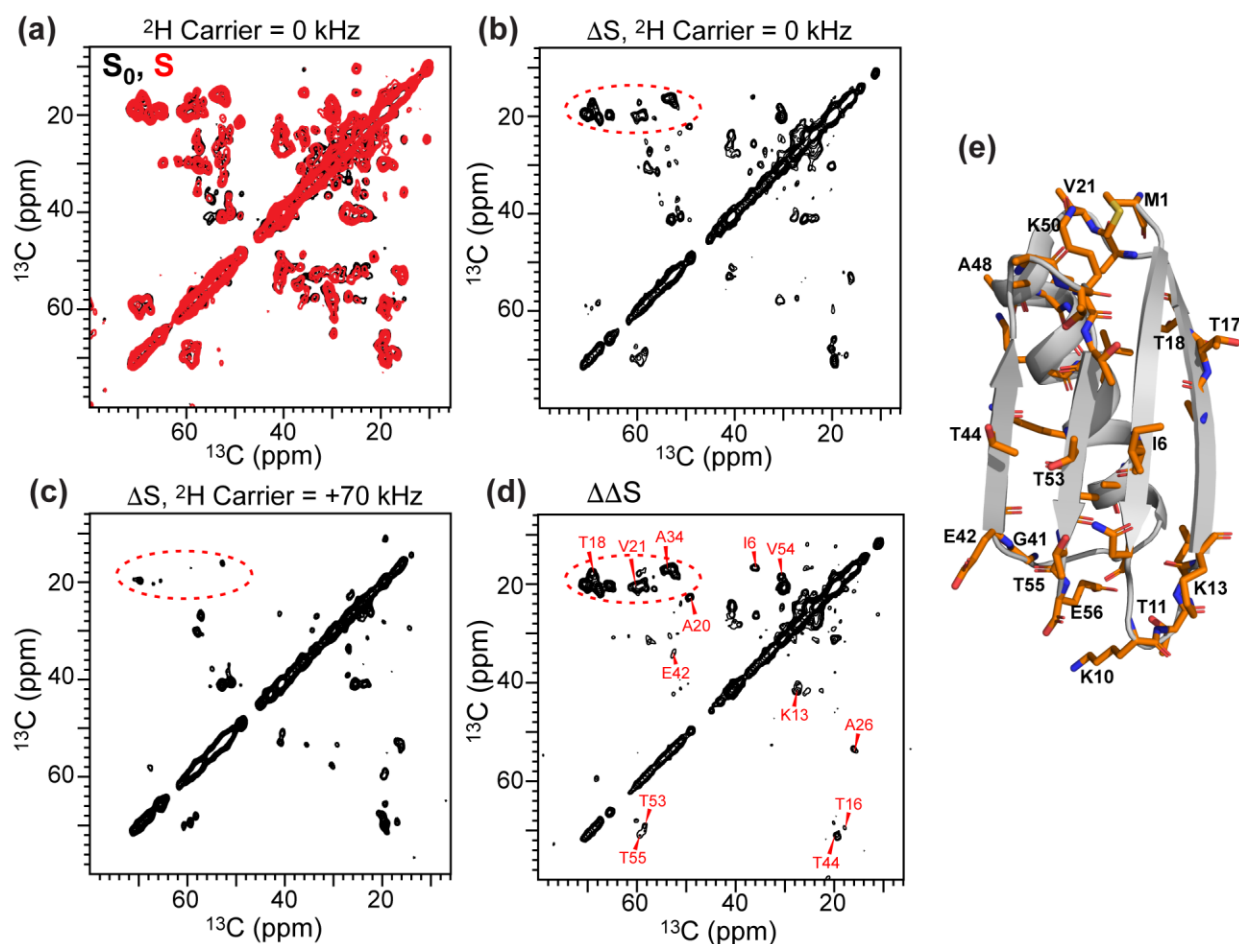 (a)
²H Carrier = 0 kHz
S₀, S
20
40
60
¹³C (ppm)
60
40
20
¹³C (ppm)
(b)
ΔS, ²H Carrier = 0 kHz
20
40
60
¹³C (ppm)
60
40
20
¹³C (ppm)
(c)
ΔS, ²H Carrier = +70 kHz
20
40
60
¹³C (ppm)
60
40
20
¹³C (ppm)
(d)
ΔΔS
T18
V21
A34
I6
V54
A20
E42
K13
A26
T53
T55
T16
T44
20
40
60
¹³C (ppm)
60
40
20
¹³C (ppm)
(e)
V21
M1
K50
A48
T17
T18
T44
I6
T53
E42
G41
T55
E56
T11
K13
K10